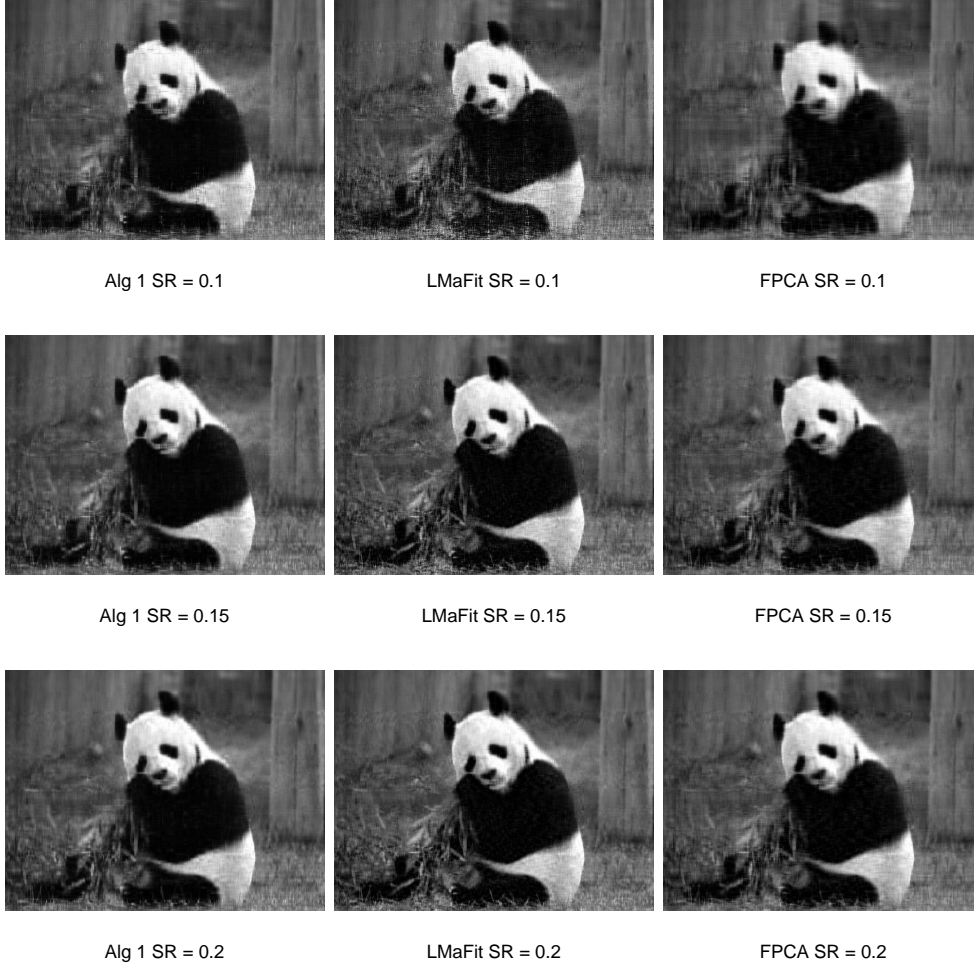 Alg 1 SR = 0.1
LMaFit SR = 0.1
FPCA SR = 0.1
Alg 1 SR = 0.15
LMaFit SR = 0.15
FPCA SR = 0.15
Alg 1 SR = 0.2
LMaFit SR = 0.2
FPCA SR = 0.2